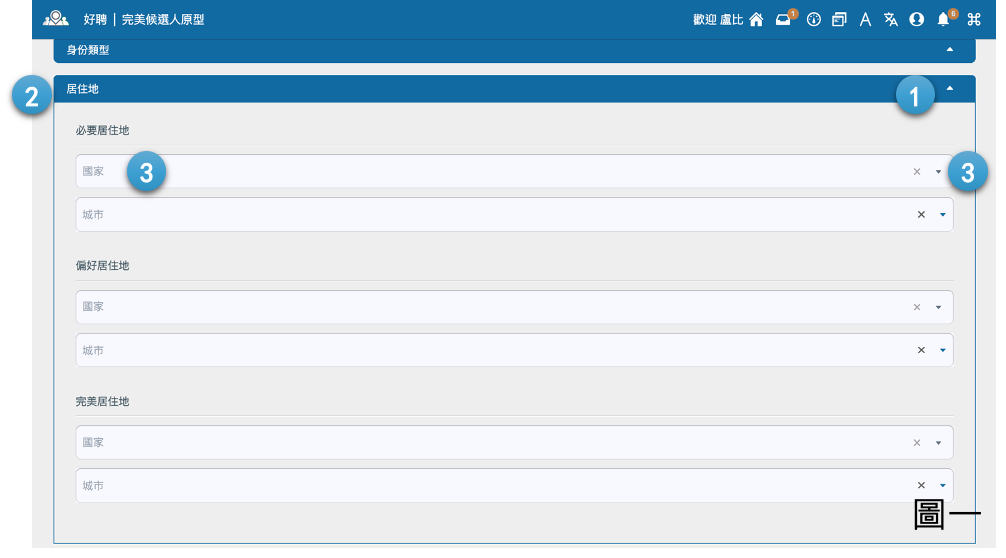 好聘 | 完美候選人原型 歡迎 盧比 1 A 文A 6
身份類型
2 居住地 1
必要居住地
國家 3 × 3
城市 ×
偏好居住地
國家 ×
城市 ×
完美居住地
國家 ×
城市 ×
圖一